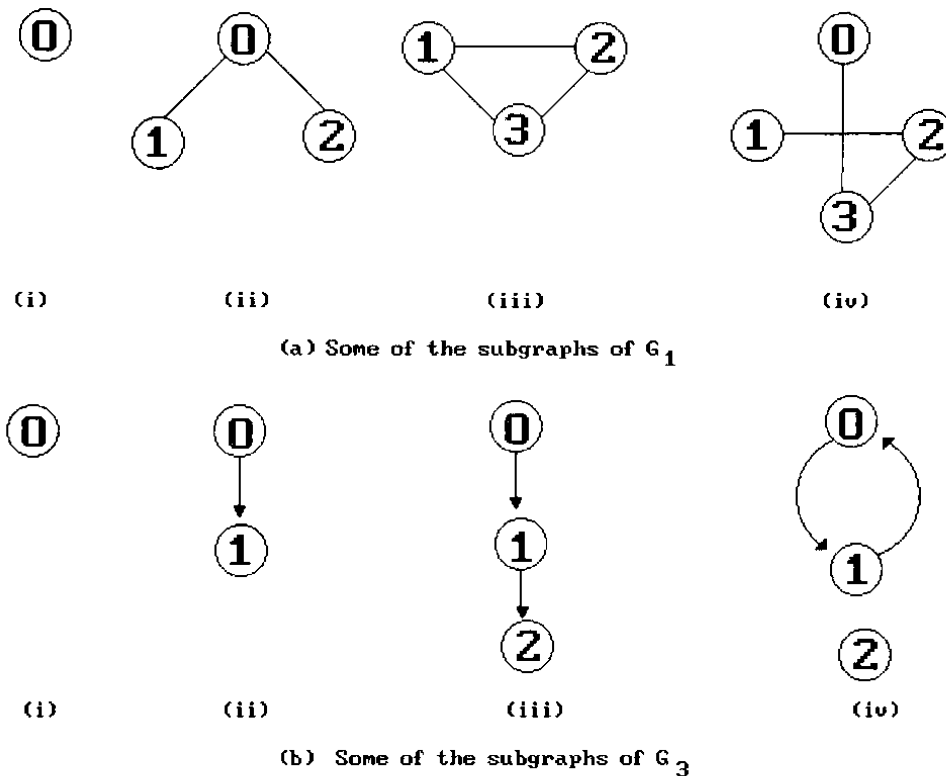 0 0 1 2 0
1 2 1 2
3 3
(i) (ii) (iii) (iv)
(a) Some of the subgraphs of G1
0 0 0 0
1 1 1
2 2
(i) (ii) (iii) (iv)
(b) Some of the subgraphs of G3